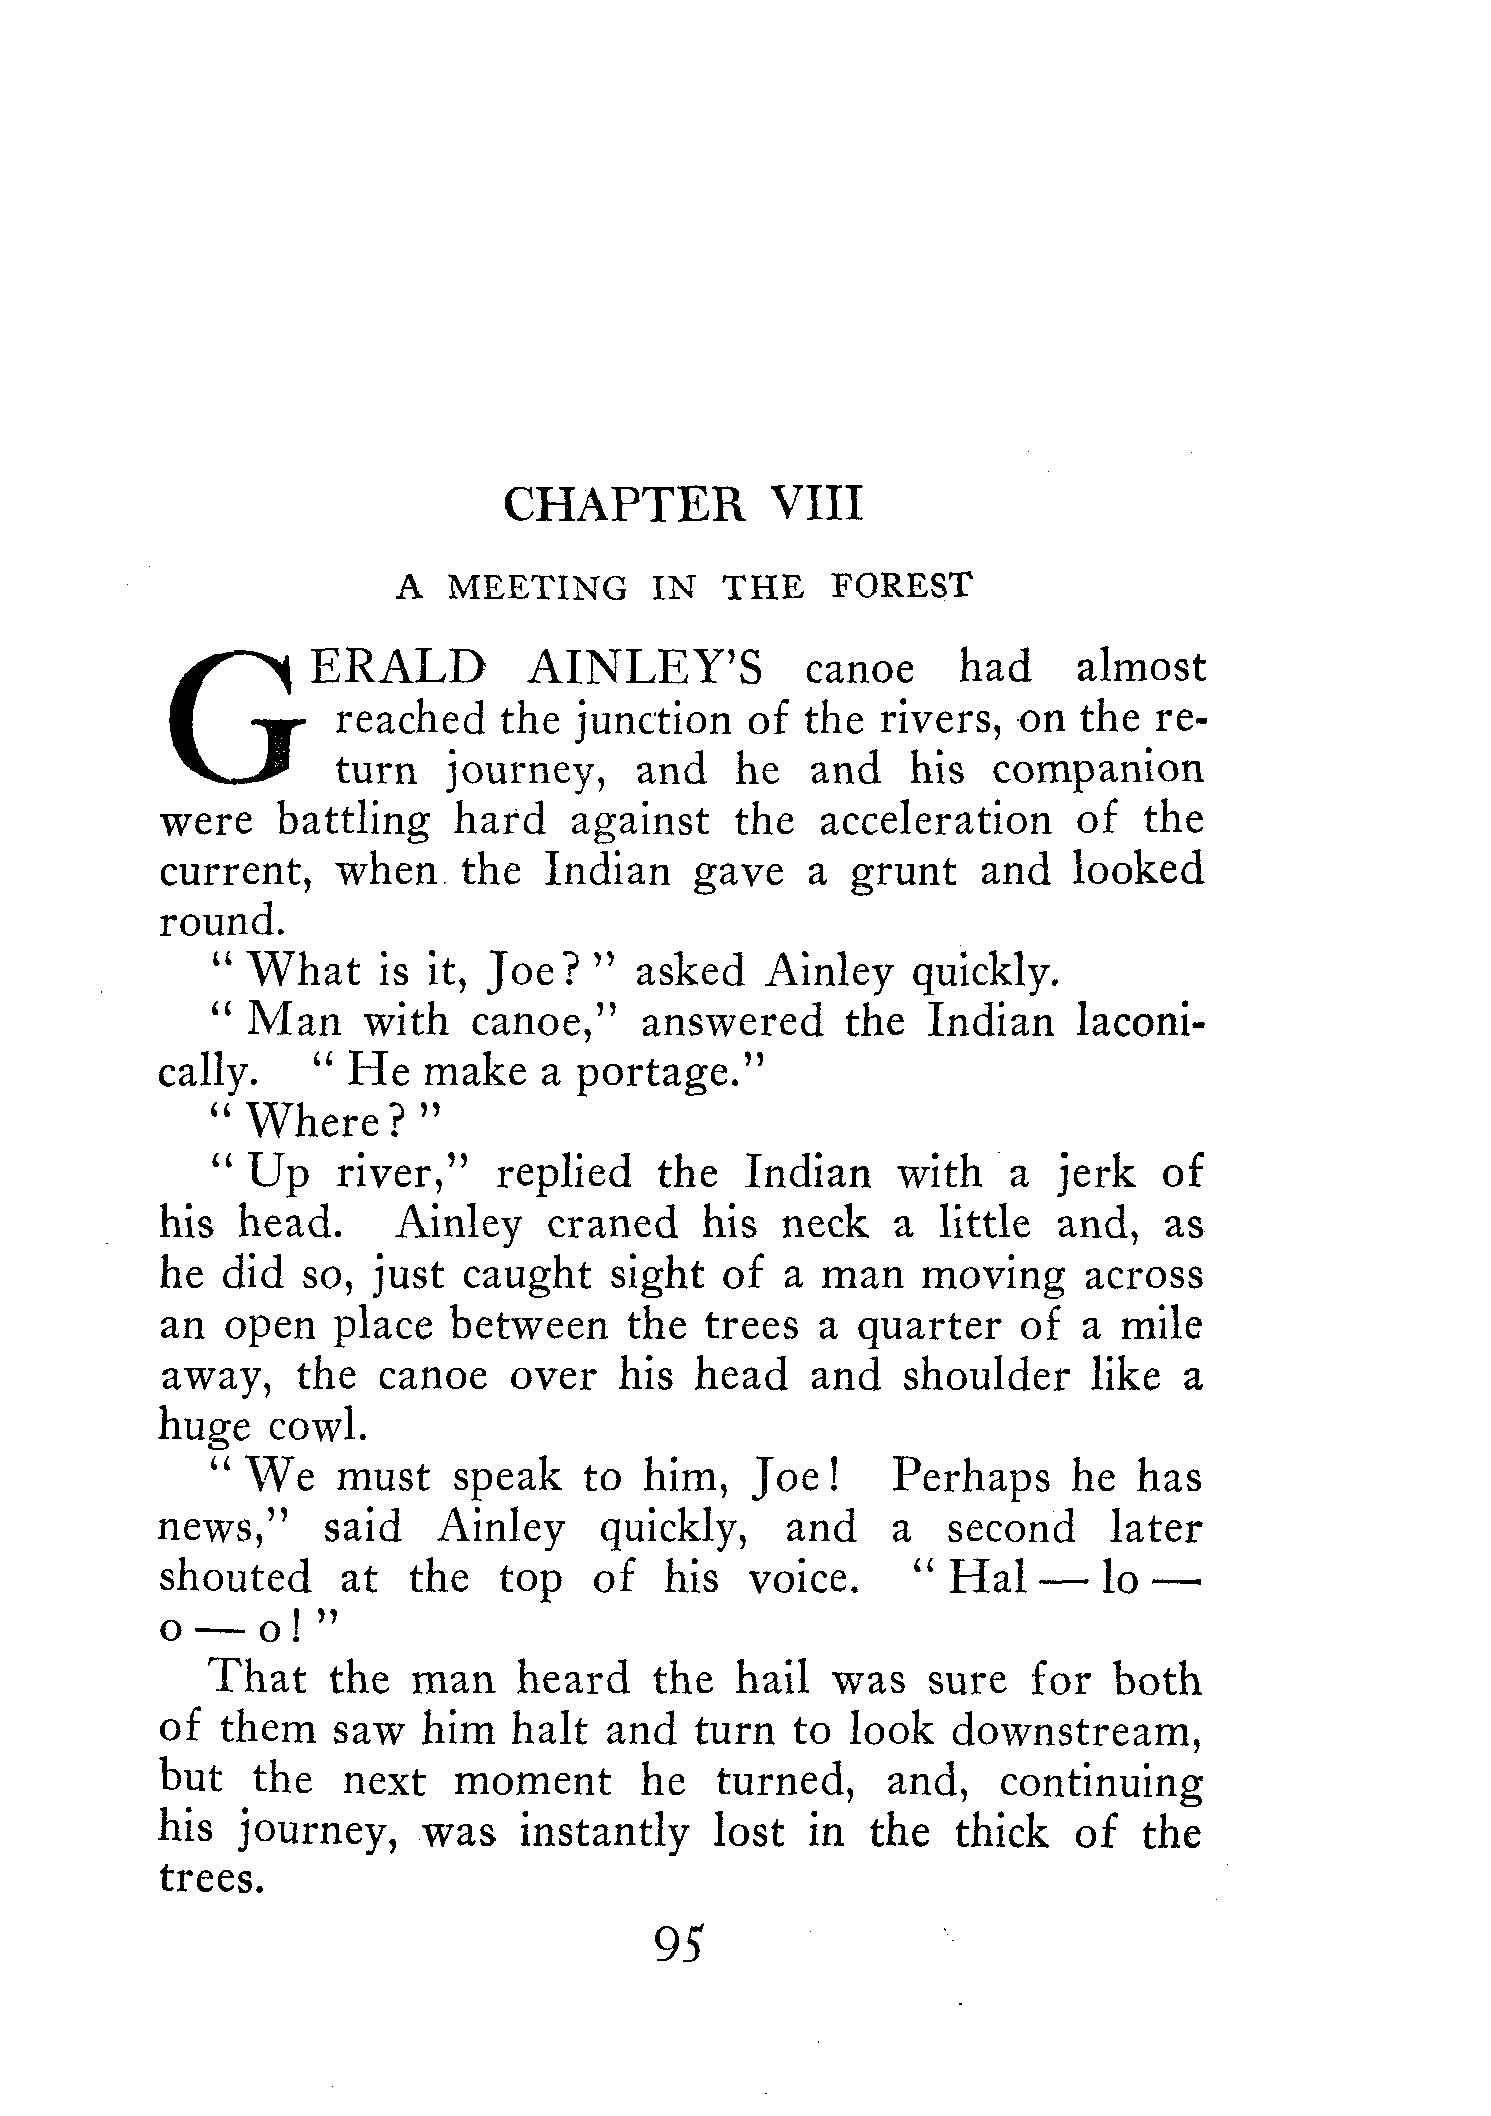 CHAPTER VIII
A MEETING IN THE FOREST
GERALD AINLEY'S canoe had almost
reached the junction of the rivers, on the re-
turn journey, and he and his companion
were battling hard against the acceleration of the
current, when the Indian gave a grunt and looked
round.
" What is it, Joe? " asked Ainley quickly.
" Man with canoe," answered the Indian laconi-
cally. " He make a portage."
" Where? "
" Up river," replied the Indian with a jerk of
his head. Ainley craned his neck a little and, as
he did so, just caught sight of a man moving across
an open place between the trees a quarter of a mile
away, the canoe over his head and shoulder like a
huge cowl.
" We must speak to him, Joe! Perhaps he has
news," said Ainley quickly, and a second later
shouted at the top of his voice. " Hal — lo —
o — o! "
That the man heard the hail was sure for both
of them saw him halt and turn to look downstream,
but the next moment he turned, and, continuing
his journey, was instantly lost in the thick of the
trees.
95